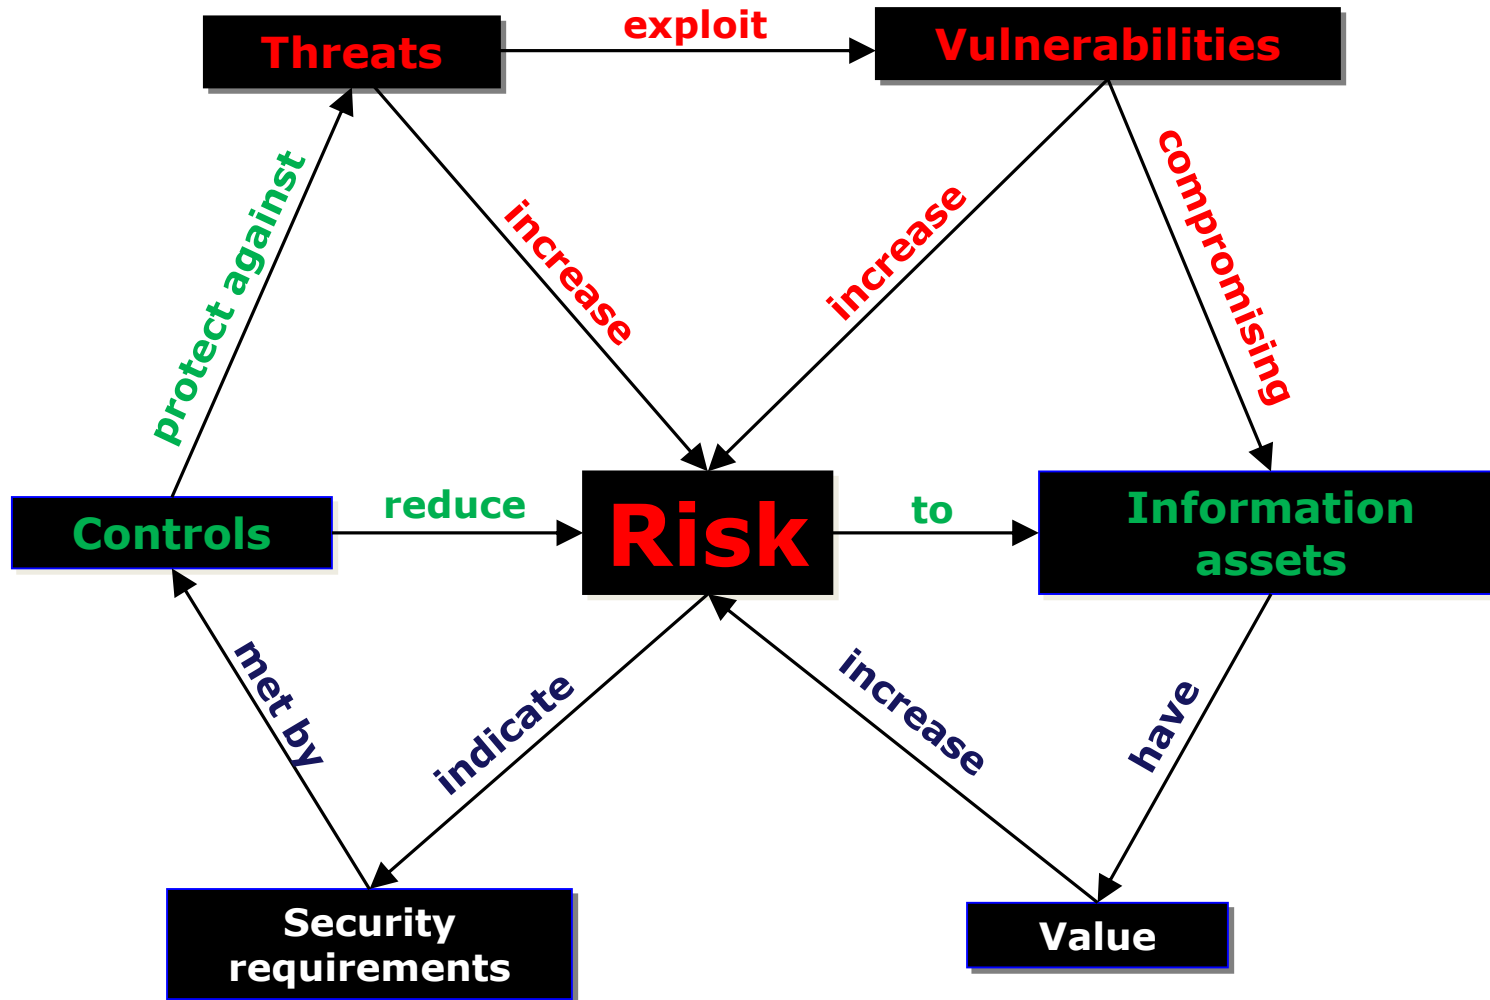 exploit
Threats
Vulnerabilities
protect against
increase
increase
compromising
Controls
reduce
Risk
to
Information
assets
met by
indicate
increase
have
Security
requirements
Value